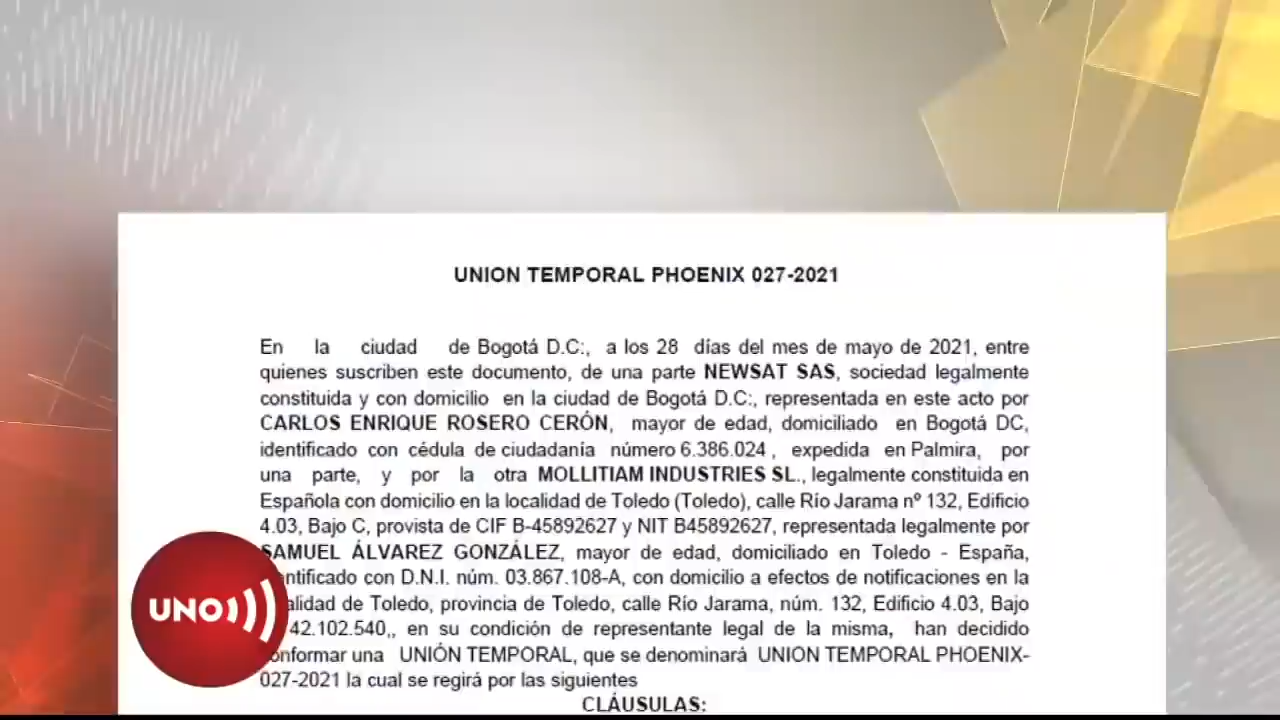 UNION TEMPORAL PHOENIX 027-2021
En la ciudad de Bogotá D.C:, a los 28 días del mes de mayo de 2021, entre
quienes suscriben este documento, de una parte NEWSAT SAS, sociedad legalmente
constituida y con domicilio en la ciudad de Bogotá D.C:, representada en este acto por
CARLOS ENRIQUE ROSERO CERÓN, mayor de edad, domiciliado en Bogotá DC,
identificado con cédula de ciudadanía número 6.386.024 , expedida en Palmira, por
una parte, y por la otra MOLLITIAM INDUSTRIES SL., legalmente constituida en
Española con domicilio en la localidad de Toledo (Toledo), calle Río Jarama nº 132, Edificio
4.03, Bajo C, provista de CIF B-45892627 y NIT B45892627, representada legalmente por
SAMUEL ÁLVAREZ GONZÁLEZ, mayor de edad, domiciliado en Toledo - España,
entificado con D.N.I. núm. 03.867.108-A, con domicilio a efectos de notificaciones en la
alidad de Toledo, provincia de Toledo, calle Río Jarama, núm. 132, Edificio 4.03, Bajo
42.102.540,, en su condición de representante legal de la misma, han decidido
onformar una UNIÓN TEMPORAL, que se denominará UNION TEMPORAL PHOENIX-
027-2021 la cual se regirá por las siguientes
CLÁUSULAS:
UNO